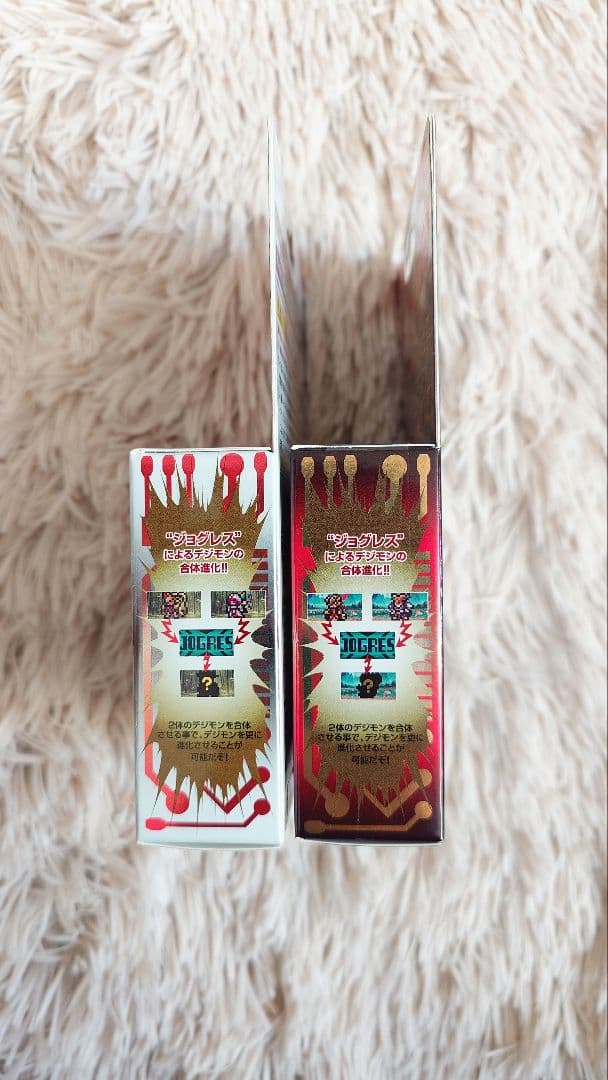 “ジョグレス”
によるデジモンの
合体進化!!
JOGRES
?
2体のデジモンを合体
させる事で、デジモンを更に
進化させることが
可能だぞ!
“ジョグレス”
によるデジモンの
合体進化!!
JOGRES
?
2体のデジモンを合体
させる事で、デジモンを更に
進化させることが
可能だぞ!